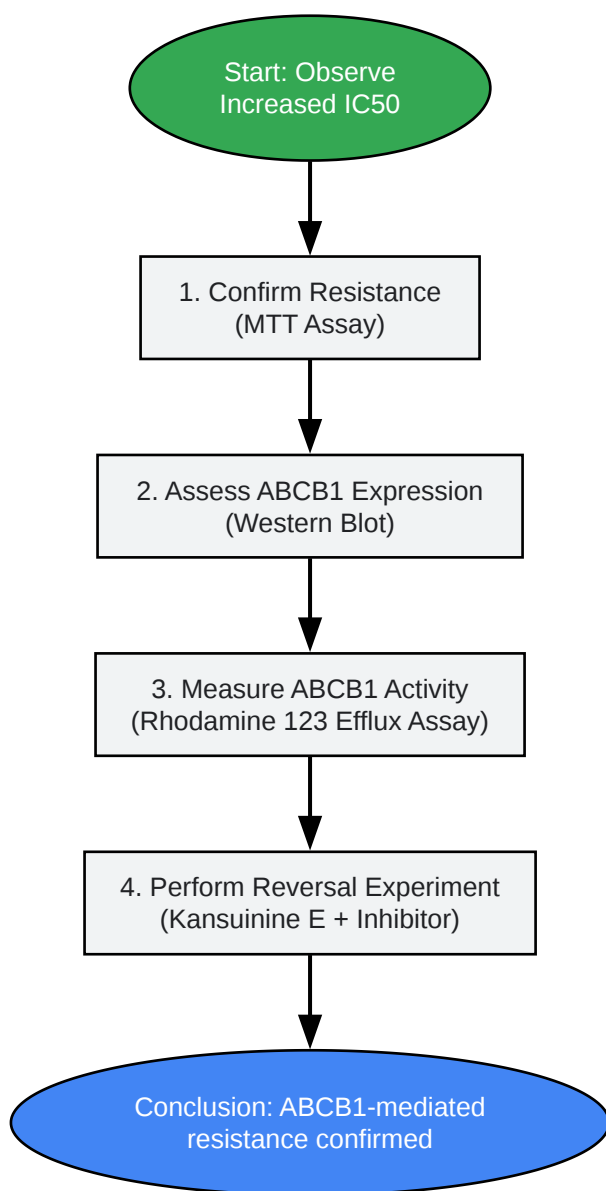 Start: Observe
Increased IC50
1. Confirm Resistance
(MTT Assay)
2. Assess ABCB1 Expression
(Western Blot)
3. Measure ABCB1 Activity
(Rhodamine 123 Efflux Assay)
4. Perform Reversal Experiment
(Kansuinine E + Inhibitor)
Conclusion: ABCB1-mediated
resistance confirmed